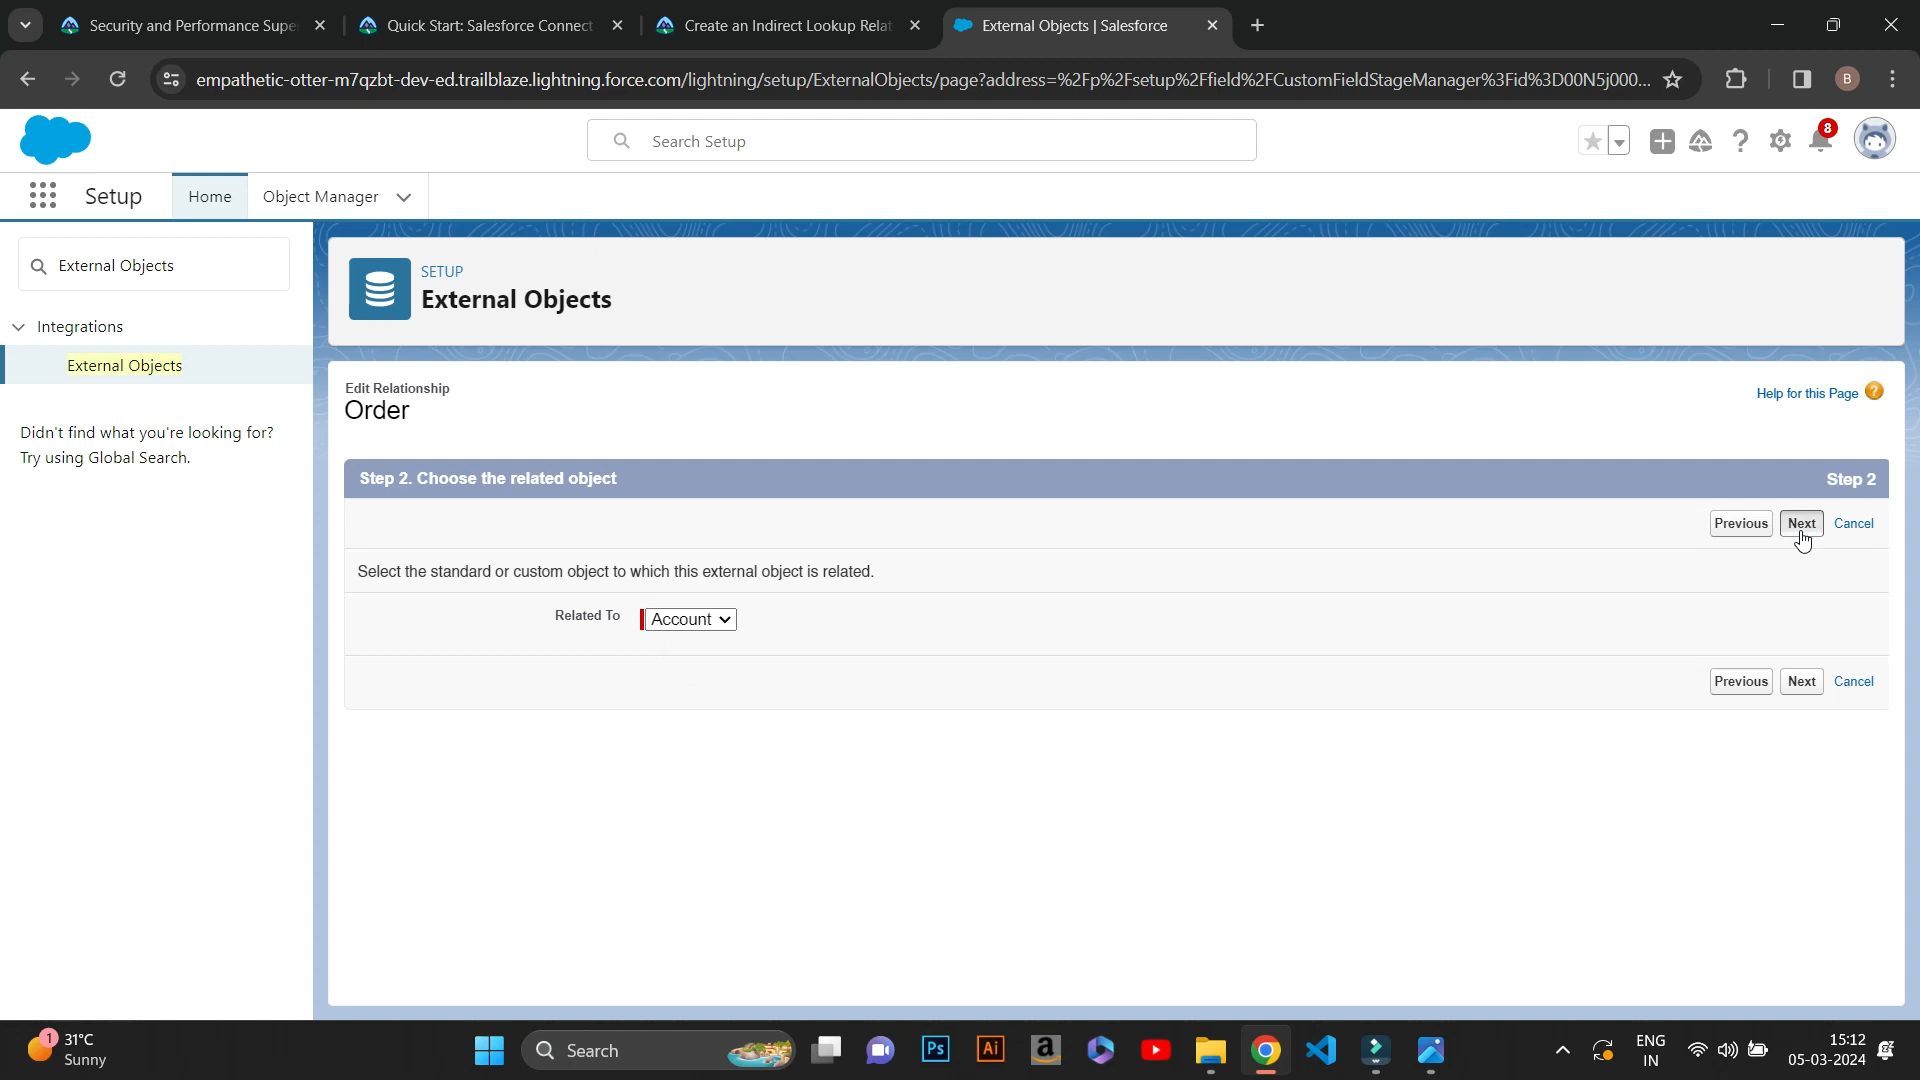 Security and Performance Supe
Quick Start: Salesforce Connect
Create an Indirect Lookup Relat
External Objects | Salesforce
empathetic-otter-m7qzbt-dev-ed.trailblaze.lightning.force.com/lightning/setup/ExternalObjects/page?address=%2Fp%2Fsetup%2Ffield%2FCustomFieldStageManager%3Fid%3D00N5j000...
B
Search Setup
8
Setup
Home
Object Manager
External Objects
Integrations
External Objects
Didn't find what you're looking for?
Try using Global Search.
SETUP
External Objects
Edit Relationship
Order
Help for this Page
?
Step 2. Choose the related object
Step 2
Previous
Next
Cancel
Select the standard or custom object to which this external object is related.
Related To
Account
Previous
Next
Cancel
1
31°C
Sunny
Search
Ps
Ai
a
ENG
IN
15:12
05-03-2024